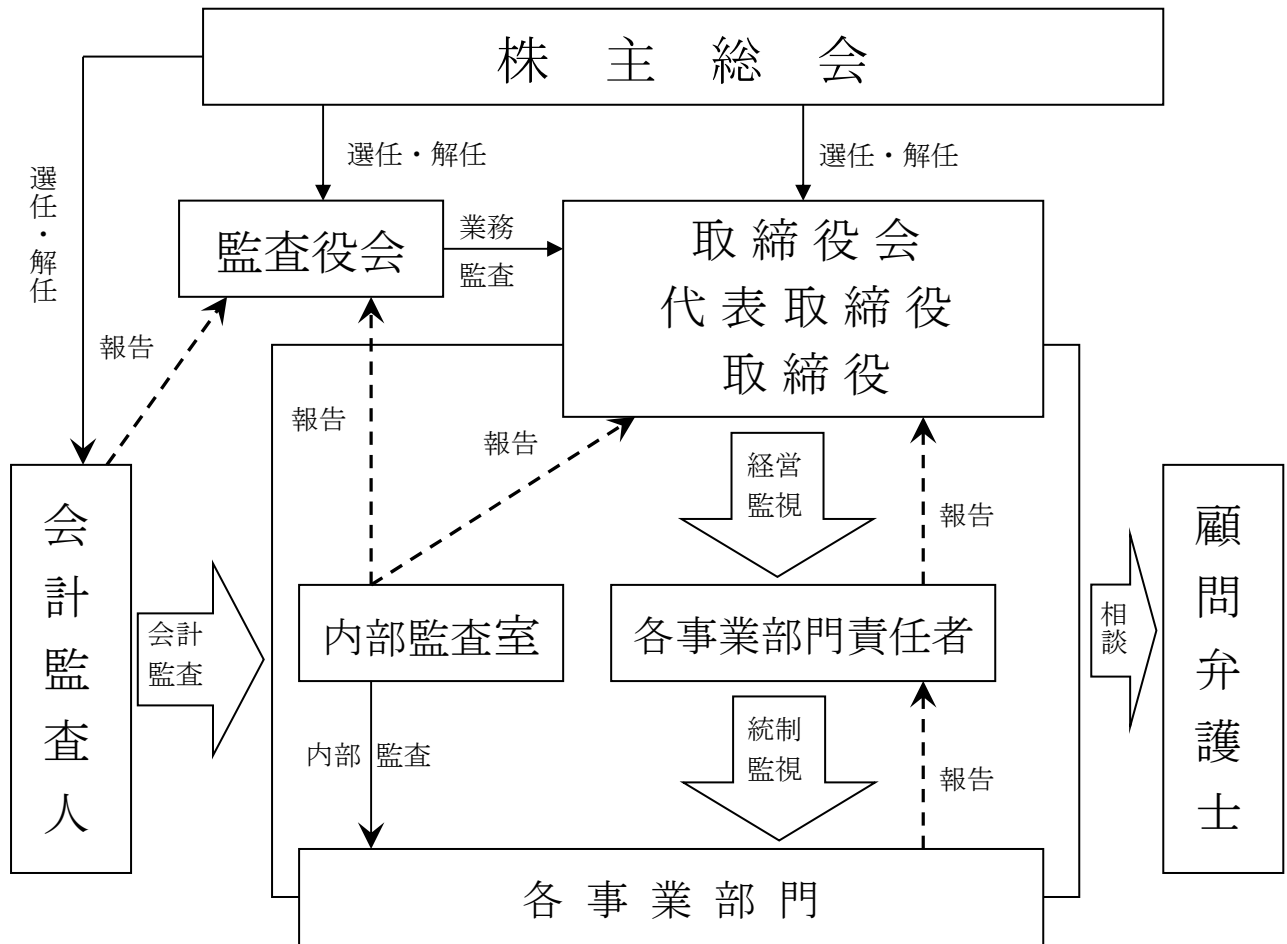 株主総会
選任・解任
選任・解任
選任・解任
監査役会
業務
監査
取締役会
代表取締役
取締役
報告
報告
報告
経営
監視
報告
会計監査人
会計
監査
内部監査室
各事業部門責任者
相談
顧問弁護士
内部 監査
統制
監視
報告
各事業部門